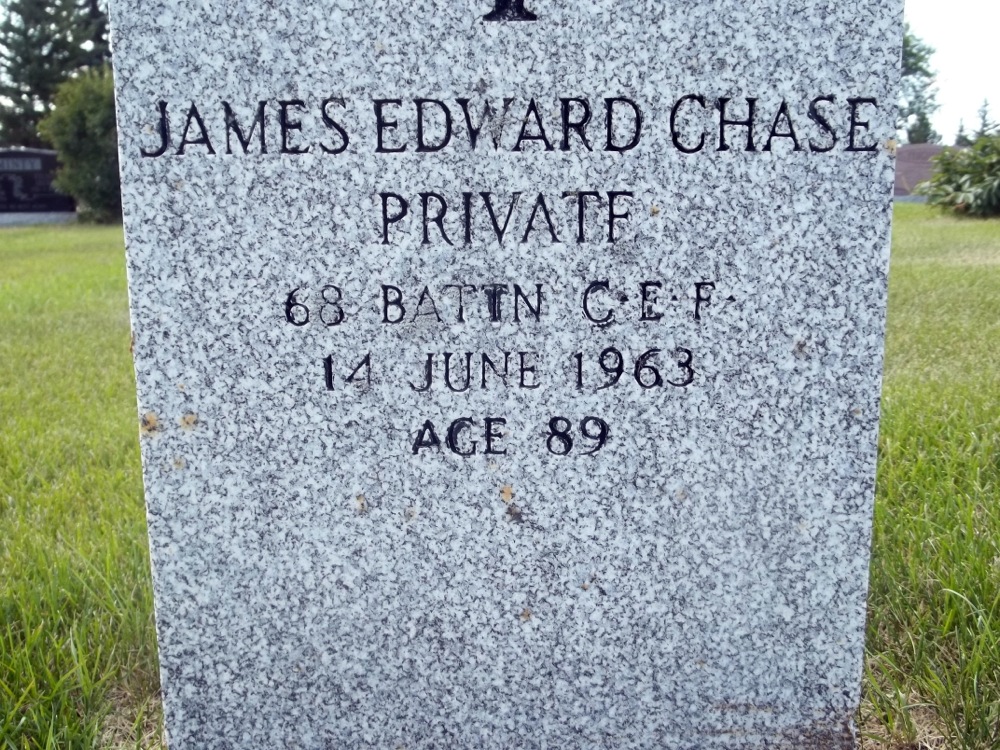 JAMES EDWARD CHASE
PRIVATE
68 BATTN C·E·F·
14 JUNE 1963
AGE 89